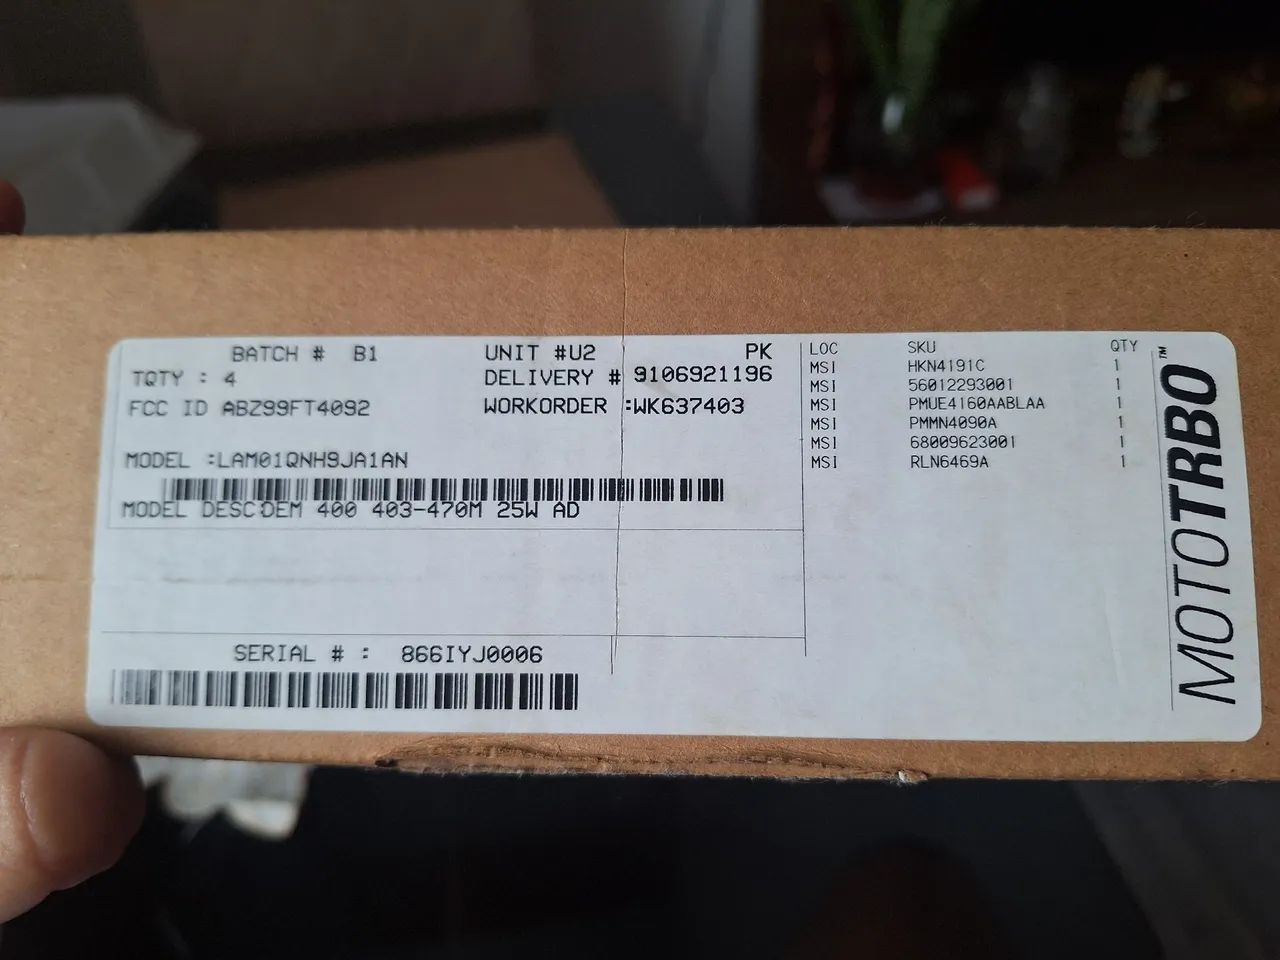 BATCH # B1
TQTY : 4
FCC ID ABZ99FT4092
UNIT #U2 PK
DELIVERY # 9106921196
WORKORDER :WK637403
MODEL :LAM01QNH9JA1AN
MODEL DESC:DEM 400 403-470M 25W AD
SERIAL # : 866IYJ0006
LOC SKU QTY
MSI HKN4191C 1
MSI 56012293001 1
MSI PMUE4160AABLAA 1
MSI PMMN4090A 1
MSI 68009623001 1
MSI RLN6469A 1
MOTOTRBO™